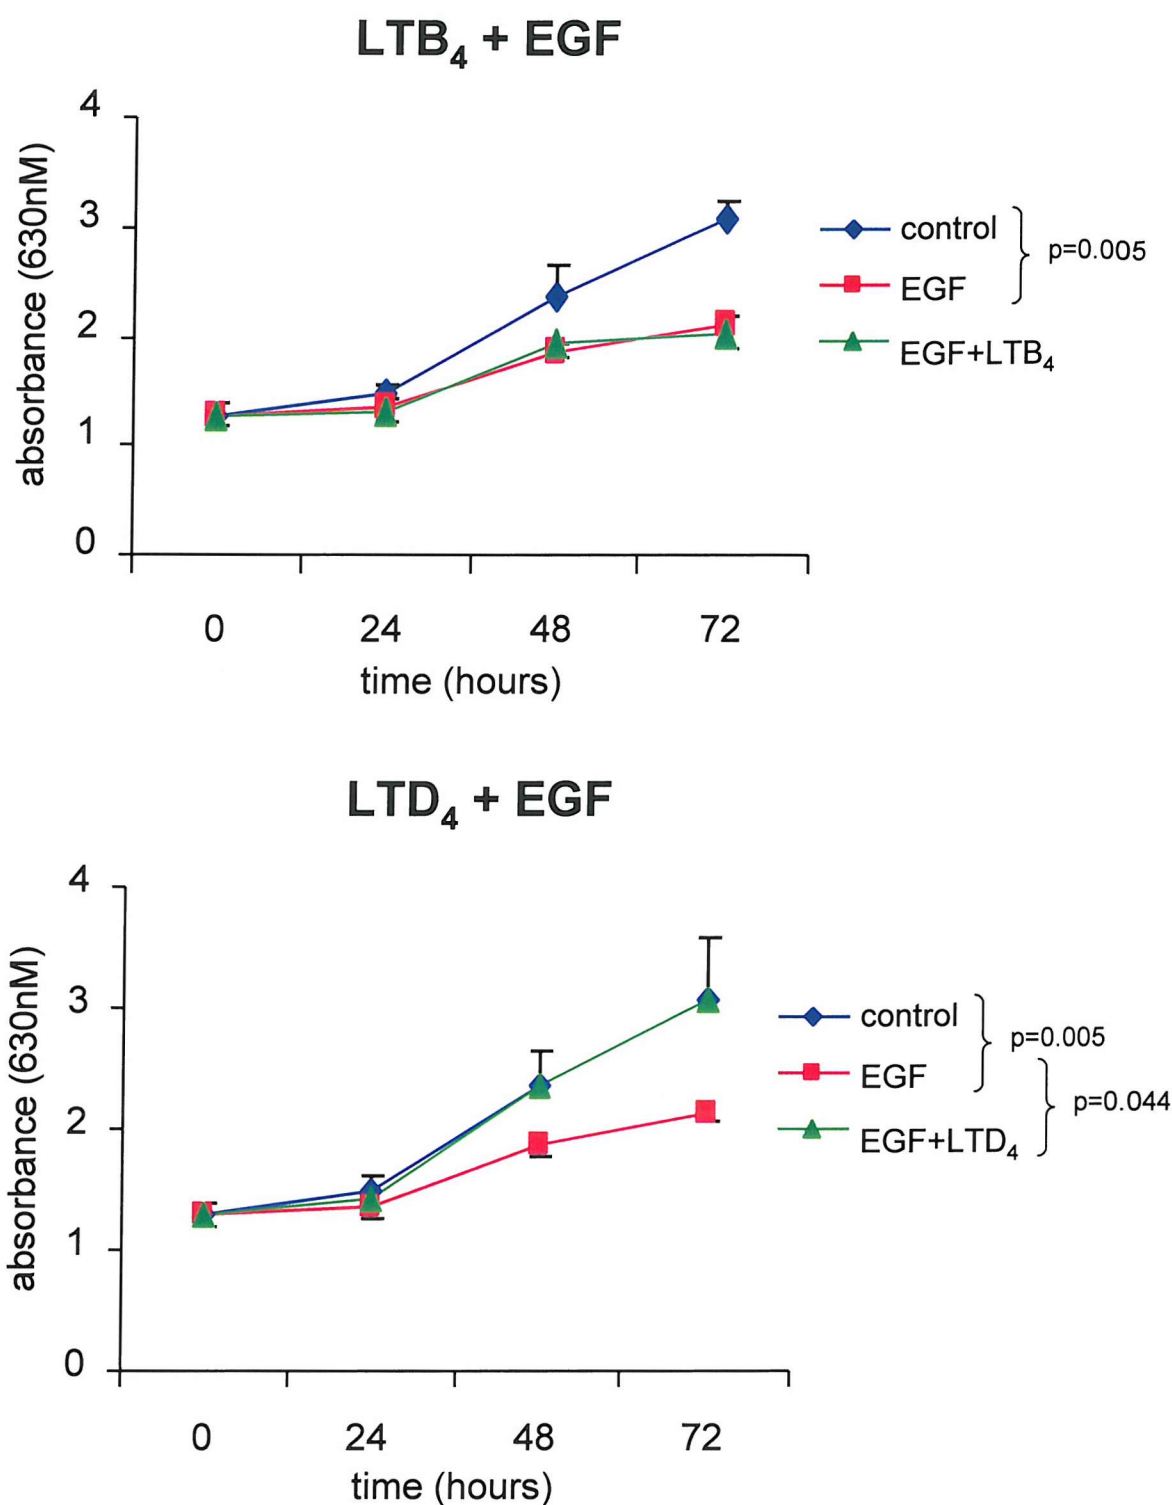 LTB₄ + EGF
absorbance (630nM)
4
3
2
1
0
0 24 48 72
time (hours)
control
EGF
EGF+LTB₄
p=0.005
LTD₄ + EGF
absorbance (630nM)
4
3
2
1
0
0 24 48 72
time (hours)
control
EGF
EGF+LTD₄
p=0.005
p=0.044